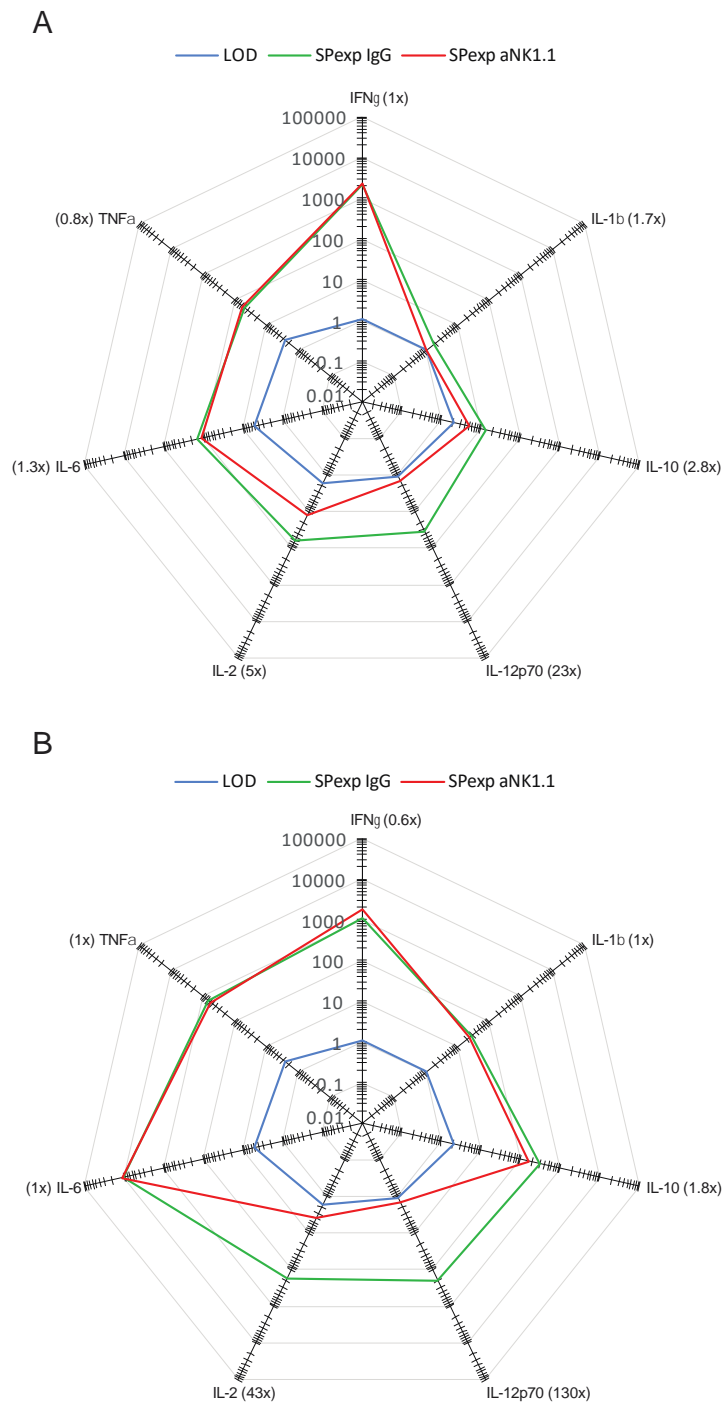 A
LOD SPexp IgG SPexp aNK1.1
IFNg (1x)
100000
10000
(0.8x) TNFa
IL-1b (1.7x)
1000
100
10
1
0.1
0.01
(1.3x) IL-6
IL-10 (2.8x)
IL-2 (5x)
IL-12p70 (23x)
B
LOD SPexp IgG SPexp aNK1.1
IFNg (0.6x)
100000
10000
(1x) TNFa
IL-1b (1x)
1000
100
10
1
0.1
0.01
(1x) IL-6
IL-10 (1.8x)
IL-2 (43x)
IL-12p70 (130x)